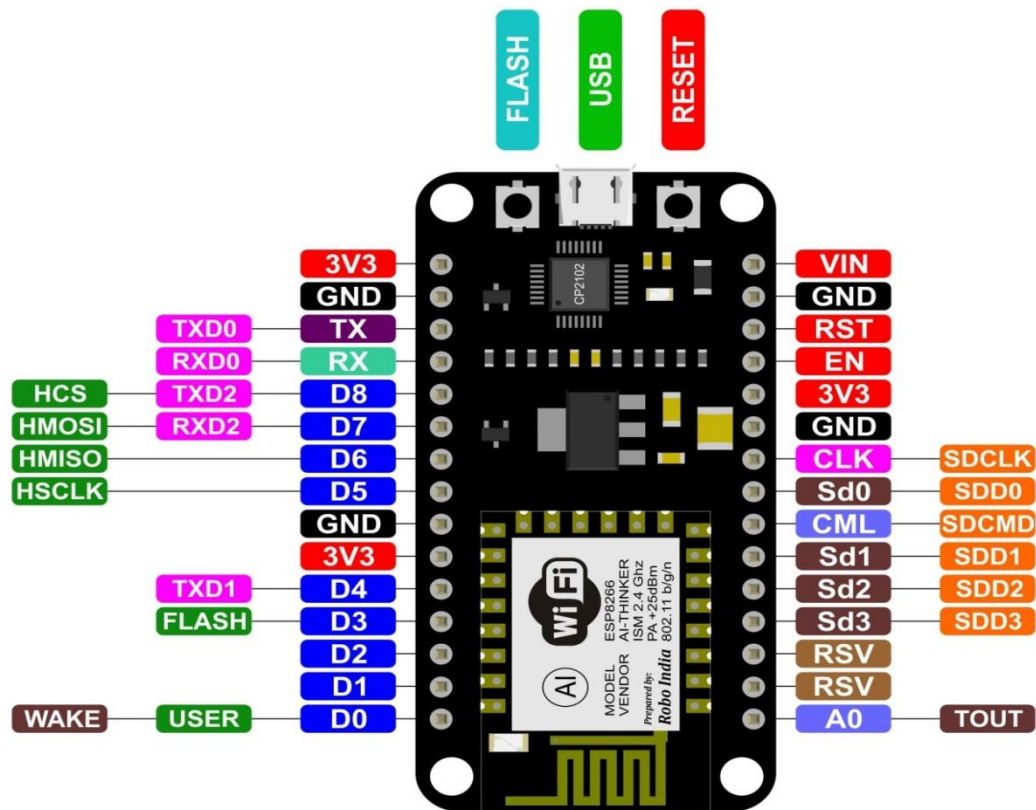 FLASH
USB
RESET
CP2102
3V3
GND
TXD0 TX
RXD0 RX
HCS TXD2 D8
HMOSI RXD2 D7
HMISO D6
HSCLK D5
GND
3V3
TXD1 D4
FLASH D3
D2
D1
WAKE USER D0
VIN
GND
RST
EN
3V3
GND
CLK SDCLK
Sd0 SDD0
CML SDCMD
Sd1 SDD1
Sd2 SDD2
Sd3 SDD3
RSV
RSV
A0 TOUT
Wi Fi
AI
MODEL ESP8266
VENDOR AI-THINKER
ISM 2.4 Ghz
PA +25dBm
802.11 b/g/n
Prepared by:
Robo India